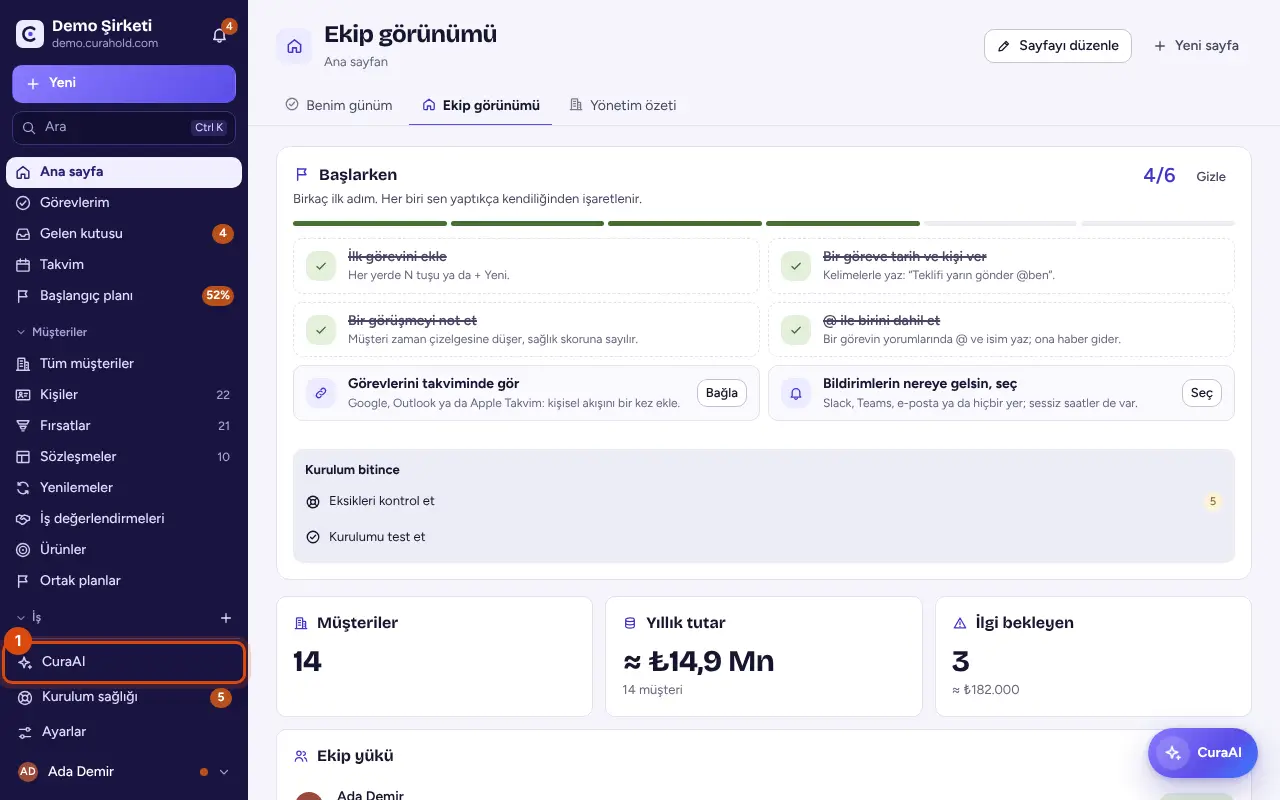 Demo Şirketi
demo.curahold.com
4
+ Yeni
Ara
Ctrl K
Ana sayfa
Görevlerim
Gelen kutusu
4
Takvim
Başlangıç planı
52%
Müşteriler
Tüm müşteriler
Kişiler
22
Fırsatlar
21
Sözleşmeler
10
Yenilemeler
İş değerlendirmeleri
Ürünler
Ortak planlar
İş
+
1
CuraAI
Kurulum sağlığı
5
Ayarlar
AD
Ada Demir
Ekip görünümü
Ana sayfan
Sayfayı düzenle
+ Yeni sayfa
Benim günüm
Ekip görünümü
Yönetim özeti
Başlarken
4/6
Gizle
Birkaç ilk adım. Her biri sen yaptıkça kendiliğinden işaretlenir.
İlk görevini ekle
Her yerde N tuşu ya da + Yeni.
Bir göreve tarih ve kişi ver
Kelimelerle yaz: “Teklifi yarın gönder @ben”.
Bir görüşmeyi not et
Müşteri zaman çizelgesine düşer, sağlık skoruna sayılır.
@ ile birini dahil et
Bir görevin yorumlarında @ ve isim yaz; ona haber gider.
Görevlerini takviminde gör
Google, Outlook ya da Apple Takvim: kişisel akışını bir kez ekle.
Bağla
Bildirimlerin nereye gelsin, seç
Slack, Teams, e-posta ya da hiçbir yer; sessiz saatler de var.
Seç
Kurulum bitince
Eksikleri kontrol et
5
Kurulumu test et
Müşteriler
14
Yıllık tutar
≈ ₺14,9 Mn
14 müşteri
İlgi bekleyen
3
≈ ₺182.000
Ekip yükü
Ada Demir
CuraAI